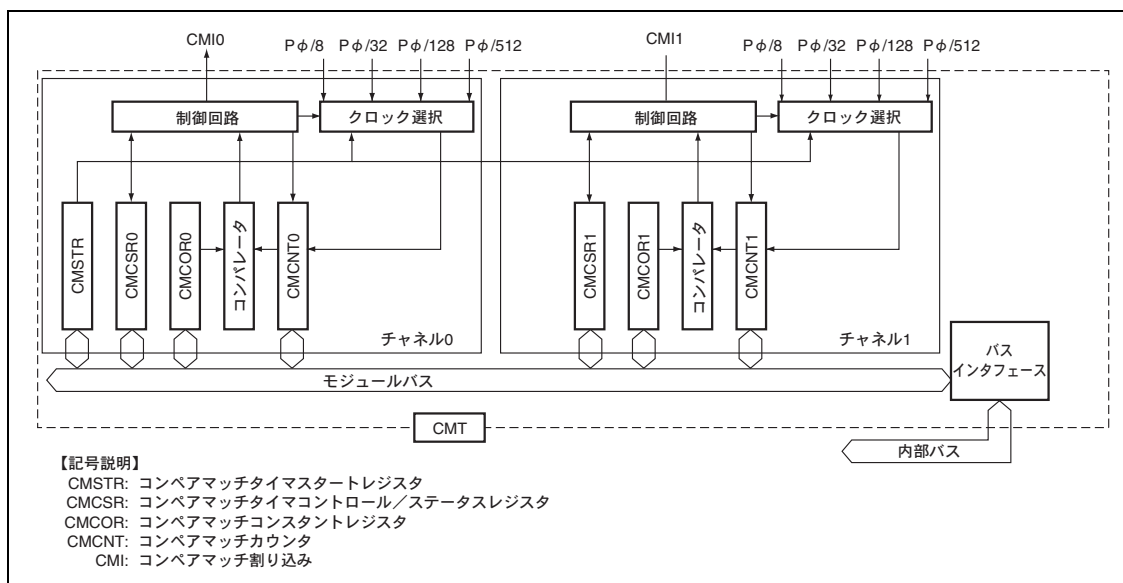 CMI0 Pφ/8 Pφ/32 Pφ/128 Pφ/512 CMI1 Pφ/8 Pφ/32 Pφ/128 Pφ/512
制御回路 クロック選択 制御回路 クロック選択
CMSTR
CMCSR0
CMCOR0
コンパレータ
CMCNT0
CMCSR1
CMCOR1
コンパレータ
CMCNT1
チャネル0
チャネル1
バス
インタフェース
モジュールバス
CMT
内部バス
【記号説明】
CMSTR: コンペアマッチタイマスタートレジスタ
CMCSR: コンペアマッチタイマコントロール／ステータスレジスタ
CMCOR: コンペアマッチコンスタントレジスタ
CMCNT: コンペアマッチカウンタ
CMI: コンペアマッチ割り込み